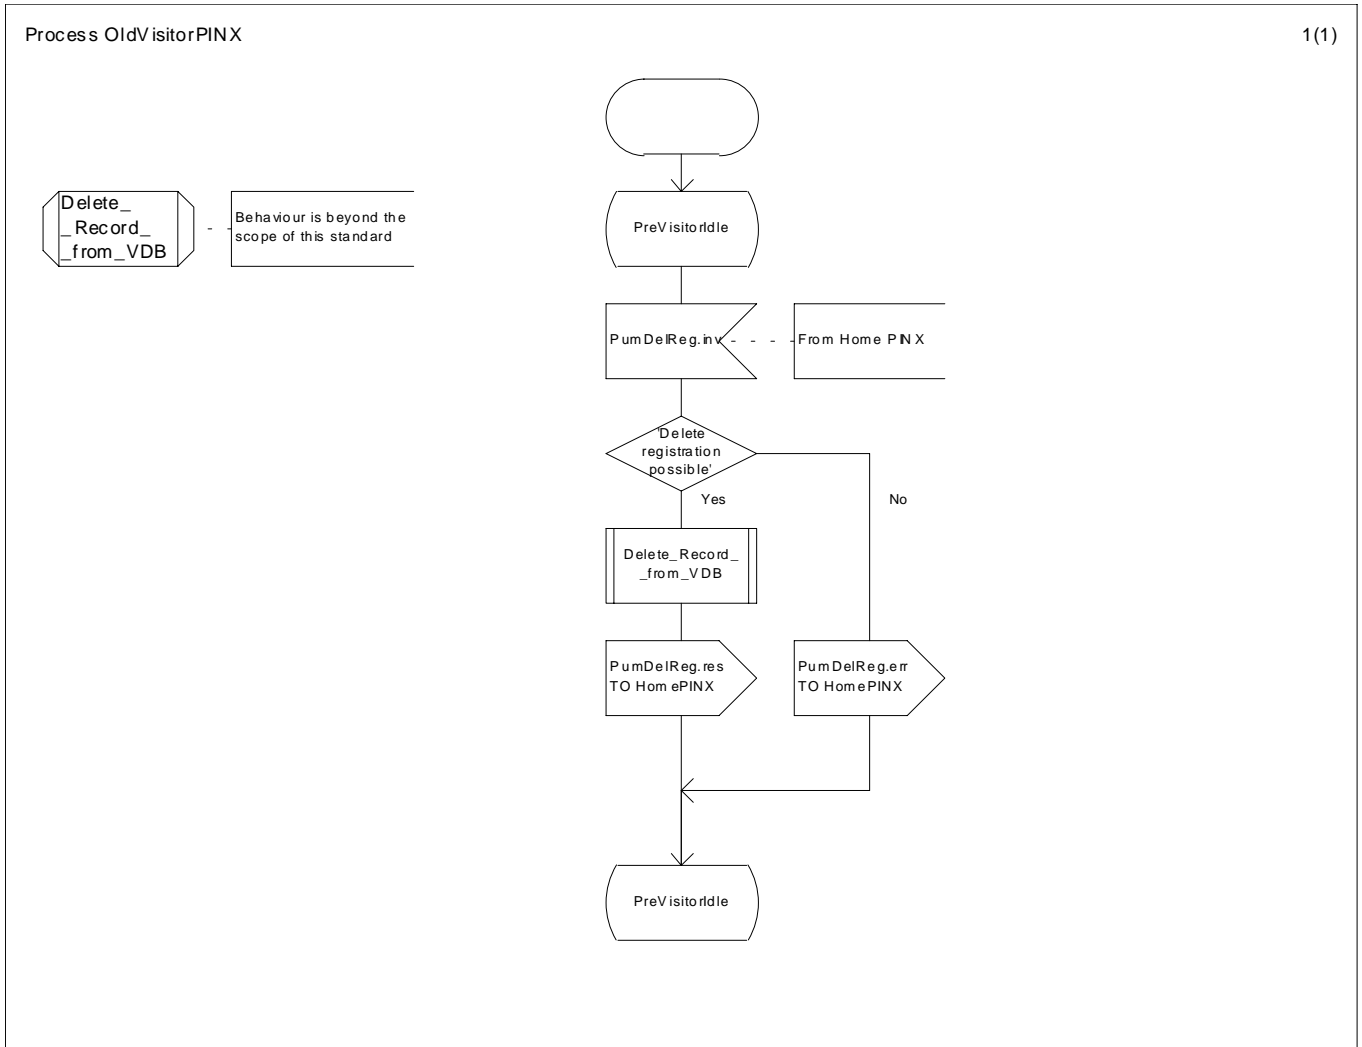 Process OldVisitorPINX
1(1)
Delete_
_Record_
_from_VDB
Behaviour is beyond the
scope of this standard
PreVisitorIdle
PumDelReg.inv
From Home PINX
'Delete
registration
possible'
Yes
No
Delete_Record_
_from_VDB
PumDelReg.res
TO HomePINX
PumDelReg.err
TO HomePINX
PreVisitorIdle